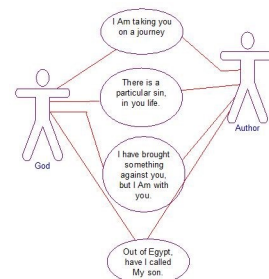 I Am taking you
on a journey
There is a
particular sin,
in you life.
God
Author
I have brought
something
against you,
but I Am with
you.
Out of Egypt,
have I called
My son.